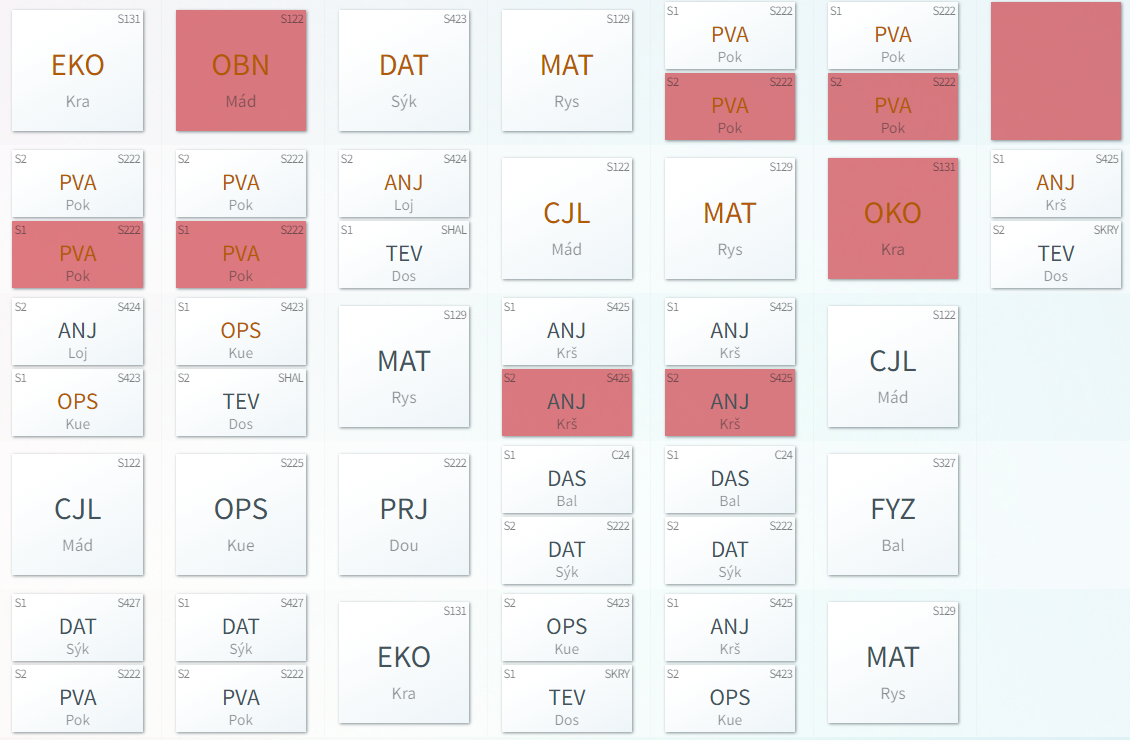 S131
EKO
Kra
S122
OBN
Mád
S423
DAT
Sýk
S129
MAT
Rys
S1 S222
PVA
Pok
S2 S222
PVA
Pok
S1 S222
PVA
Pok
S2 S222
PVA
Pok
S2 S222
PVA
Pok
S1 S222
PVA
Pok
S2 S222
PVA
Pok
S1 S222
PVA
Pok
S2 S424
ANJ
Loj
S1 SHAL
TEV
Dos
S122
CJL
Mád
S129
MAT
Rys
S131
OKO
Kra
S1 S425
ANJ
Krš
S2 SKRY
TEV
Dos
S2 S424
ANJ
Loj
S1 S423
OPS
Kue
S1 S423
OPS
Kue
S2 SHAL
TEV
Dos
S129
MAT
Rys
S1 S425
ANJ
Krš
S2 S425
ANJ
Krš
S1 S425
ANJ
Krš
S2 S425
ANJ
Krš
S122
CJL
Mád
S122
CJL
Mád
S225
OPS
Kue
S222
PRJ
Dou
S1 C24
DAS
Bal
S2 S222
DAT
Sýk
S1 C24
DAS
Bal
S2 S222
DAT
Sýk
S327
FYZ
Bal
S1 S427
DAT
Sýk
S2 S222
PVA
Pok
S1 S427
DAT
Sýk
S2 S222
PVA
Pok
S131
EKO
Kra
S2 S423
OPS
Kue
S1 SKRY
TEV
Dos
S1 S425
ANJ
Krš
S2 S423
OPS
Kue
S129
MAT
Rys